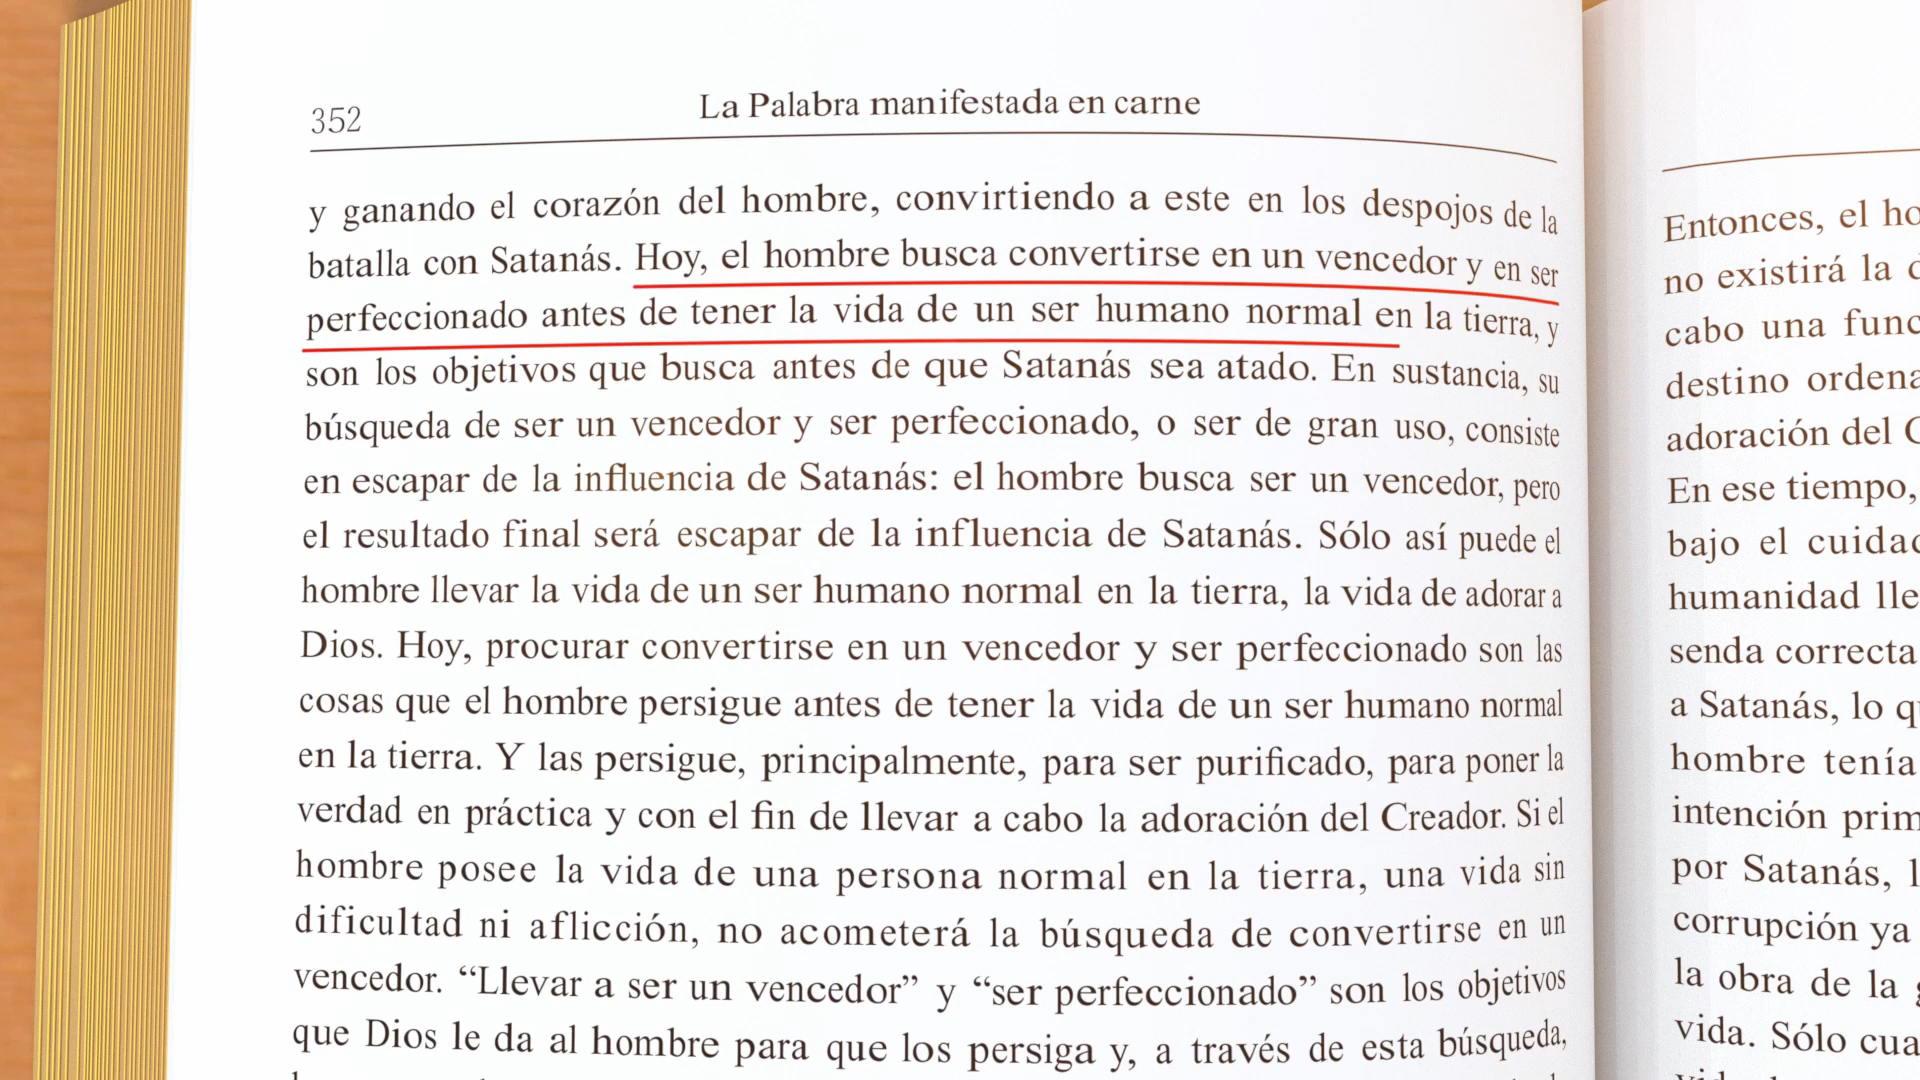 352
La Palabra manifestada en carne
y ganando el corazón del hombre, convirtiendo a este en los despojos de la
batalla con Satanás. Hoy, el hombre busca convertirse en un vencedor y en ser
perfeccionado antes de tener la vida de un ser humano normal en la tierra, y
son los objetivos que busca antes de que Satanás sea atado. En sustancia, su
búsqueda de ser un vencedor y ser perfeccionado, o ser de gran uso, consiste
en escapar de la influencia de Satanás: el hombre busca ser un vencedor, pero
el resultado final será escapar de la influencia de Satanás. Sólo así puede el
hombre llevar la vida de un ser humano normal en la tierra, la vida de adorar a
Dios. Hoy, procurar convertirse en un vencedor y ser perfeccionado son las
cosas que el hombre persigue antes de tener la vida de un ser humano normal
en la tierra. Y las persigue, principalmente, para ser purificado, para poner la
verdad en práctica y con el fin de llevar a cabo la adoración del Creador. Si el
hombre posee la vida de una persona normal en la tierra, una vida sin
dificultad ni aflicción, no acometerá la búsqueda de convertirse en un
vencedor. “Llevar a ser un vencedor” y “ser perfeccionado” son los objetivos
que Dios le da al hombre para que los persiga y, a través de esta búsqueda,
Entonces, el
no existirá la
cabo una
destino
adoración del
En ese tiempo,
bajo el
humanidad
senda correcta
a Satanás, lo
hombre tenía
intención
por Satanás,
corrupción ya
la obra de la
vida. Sólo